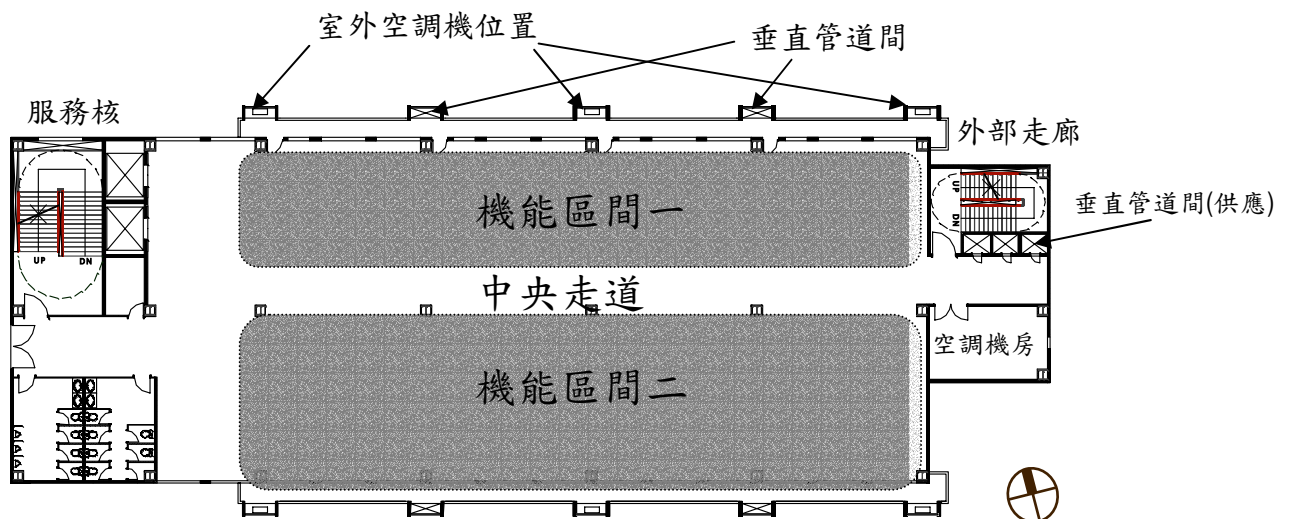 室外空調機位置
垂直管道間
服務核
外部走廊
機能區間一
UP
DN
垂直管道間(供應)
UP DN
中央走道
空調機房
機能區間二